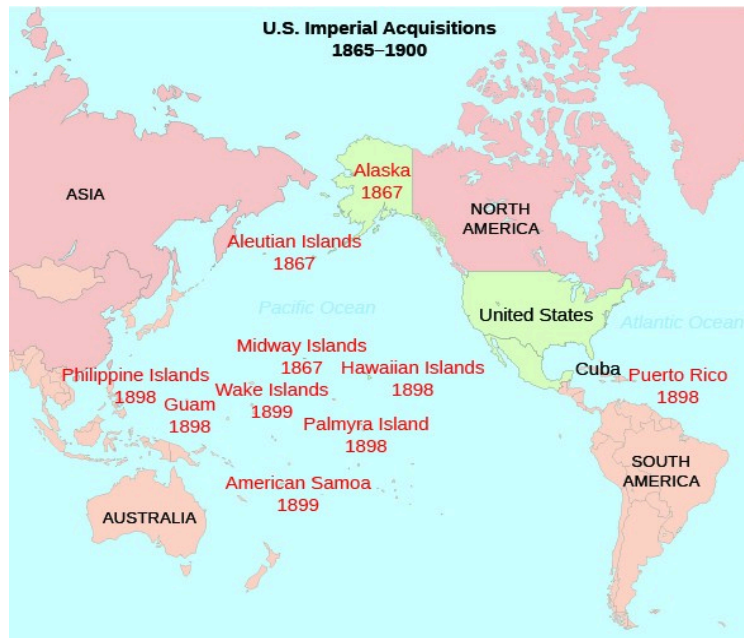 U.S. Imperial Acquisitions
1865–1900
Alaska
1867
ASIA
NORTH
AMERICA
Aleutian Islands
1867
Pacific Ocean
United States
Atlantic Ocean
Midway Islands
1867
Hawaiian Islands
1898
Cuba
Puerto Rico
1898
Philippine Islands
1898
Guam
1898
Wake Islands
1899
Palmyra Island
1898
SOUTH
AMERICA
American Samoa
1899
AUSTRALIA